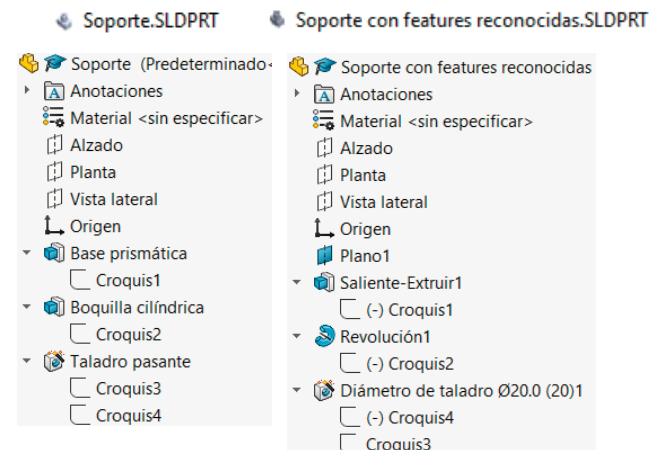 Soporte.SLDPRT
Soporte con features reconocidas.SLDPRT
Soporte (Predeterminado<
Anotaciones
Material <sin especificar>
Alzado
Planta
Vista lateral
Origen
Base prismática
Croquis1
Boquilla cilíndrica
Croquis2
Taladro pasante
Croquis3
Croquis4
Soporte con features reconocidas
Anotaciones
Material <sin especificar>
Alzado
Planta
Vista lateral
Origen
Plano1
Saliente-Extruir1
(-) Croquis1
Revolución1
(-) Croquis2
Diámetro de taladro Ø20.0 (20)1
(-) Croquis4
Croquis3